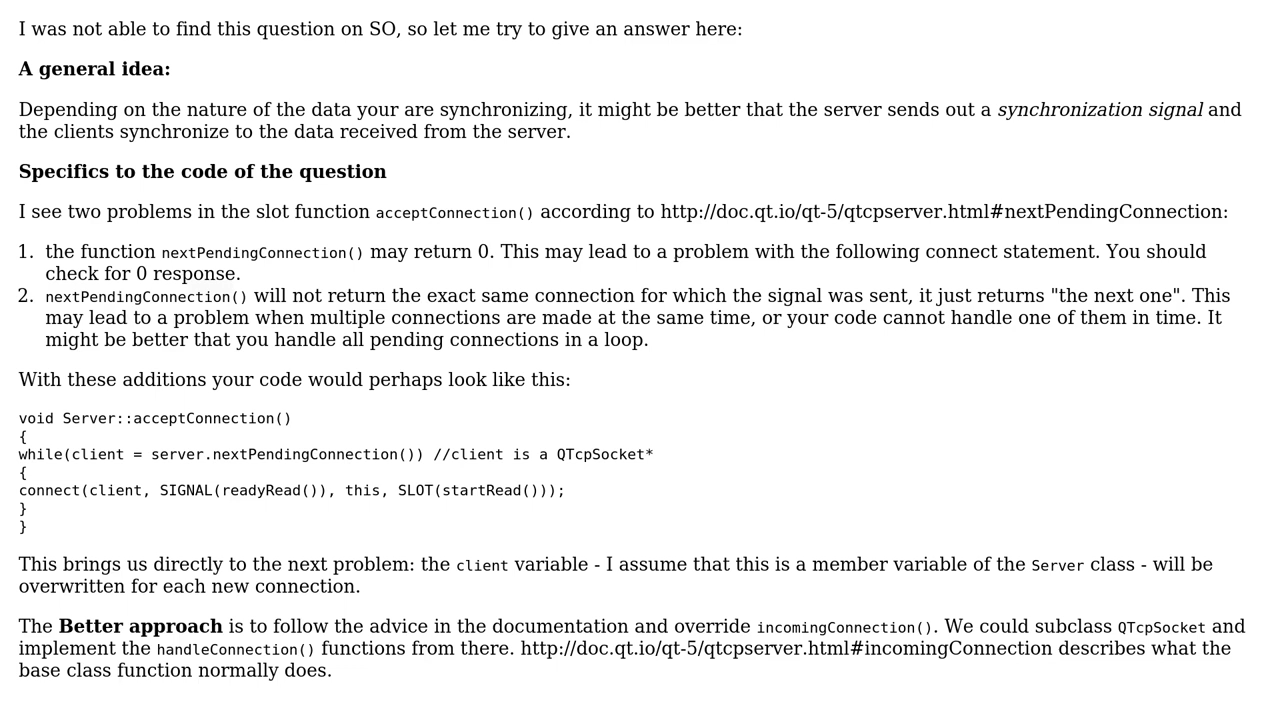 I was not able to find this question on SO, so let me try to give an answer here:
A general idea:
Depending on the nature of the data your are synchronizing, it might be better that the server sends out a synchronization signal and
the clients synchronize to the data received from the server.
Specifics to the code of the question
I see two problems in the slot function acceptConnection() according to http://doc.qt.io/qt-5/qtcpserver.html#nextPendingConnection:
1. the function nextPendingConnection() may return 0. This may lead to a problem with the following connect statement. You should
check for 0 response.
2. nextPendingConnection() will not return the exact same connection for which the signal was sent, it just returns "the next one". This
may lead to a problem when multiple connections are made at the same time, or your code cannot handle one of them in time. It
might be better that you handle all pending connections in a loop.
With these additions your code would perhaps look like this:
void Server::acceptConnection()
{
while(client = server.nextPendingConnection()) //client is a QTcpSocket*
{
connect(client, SIGNAL(readyRead()), this, SLOT(startRead()));
}
}
This brings us directly to the next problem: the client variable - I assume that this is a member variable of the Server class - will be
overwritten for each new connection.
The Better approach is to follow the advice in the documentation and override incomingConnection(). We could subclass QTcpSocket and
implement the handleConnection() functions from there. http://doc.qt.io/qt-5/qtcpserver.html#incomingConnection describes what the
base class function normally does.